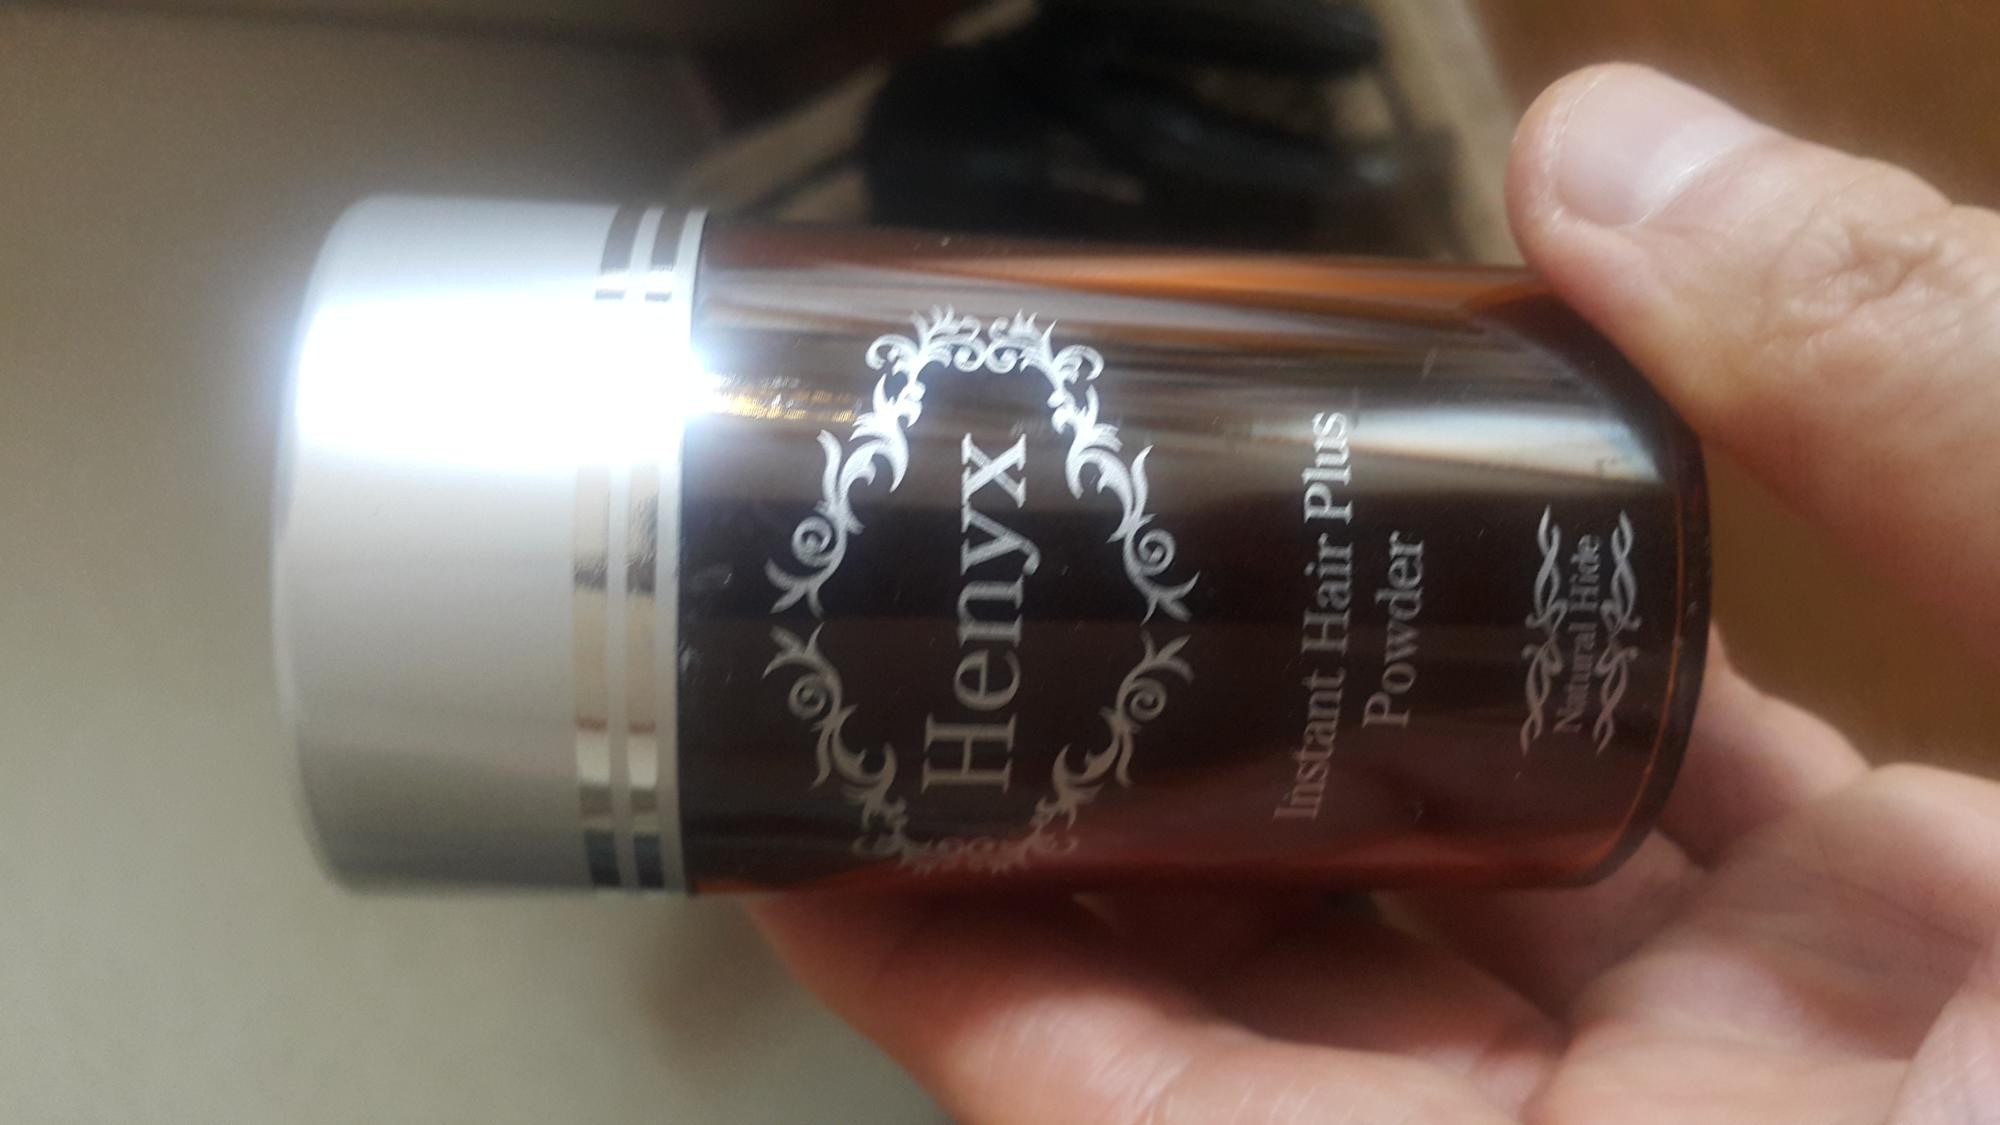 Henyx
Instant Hair Plus
Powder
Natural Hide